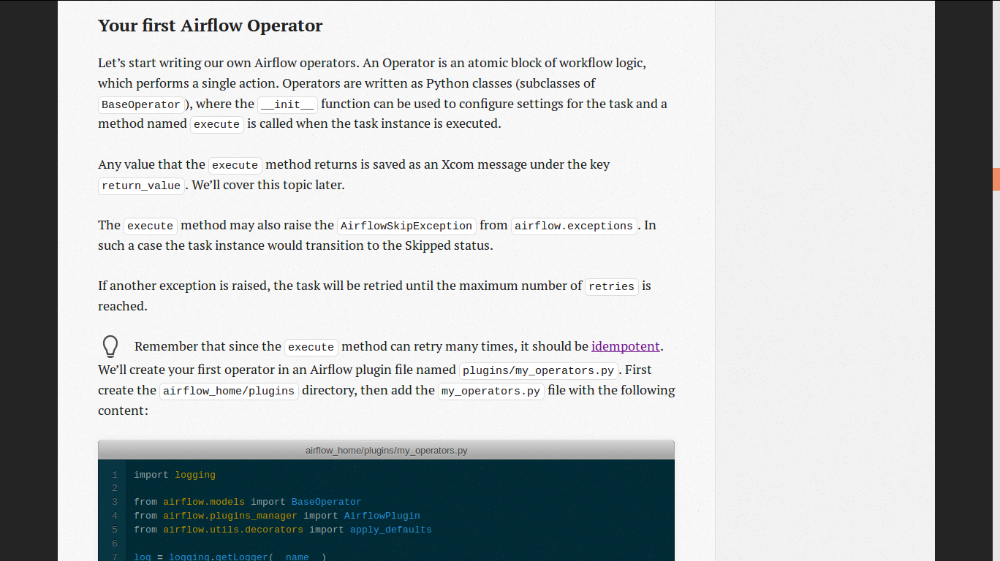 Your first Airflow Operator
Let’s start writing our own Airflow operators. An Operator is an atomic block of workflow logic,
which performs a single action. Operators are written as Python classes (subclasses of
BaseOperator), where the __init__ function can be used to configure settings for the task and a
method named execute is called when the task instance is executed.
Any value that the execute method returns is saved as an Xcom message under the key
return_value. We’ll cover this topic later.
The execute method may also raise the AirflowSkipException from airflow.exceptions. In
such a case the task instance would transition to the Skipped status.
If another exception is raised, the task will be retried until the maximum number of retries is
reached.
Remember that since the execute method can retry many times, it should be idempotent.
We’ll create your first operator in an Airflow plugin file named plugins/my_operators.py. First
create the airflow_home/plugins directory, then add the my_operators.py file with the following
content:
airflow_home/plugins/my_operators.py
1 import logging
2
3 from airflow.models import BaseOperator
4 from airflow.plugins_manager import AirflowPlugin
5 from airflow.utils.decorators import apply_defaults
6
7 log = logging.getLogger(__name__)